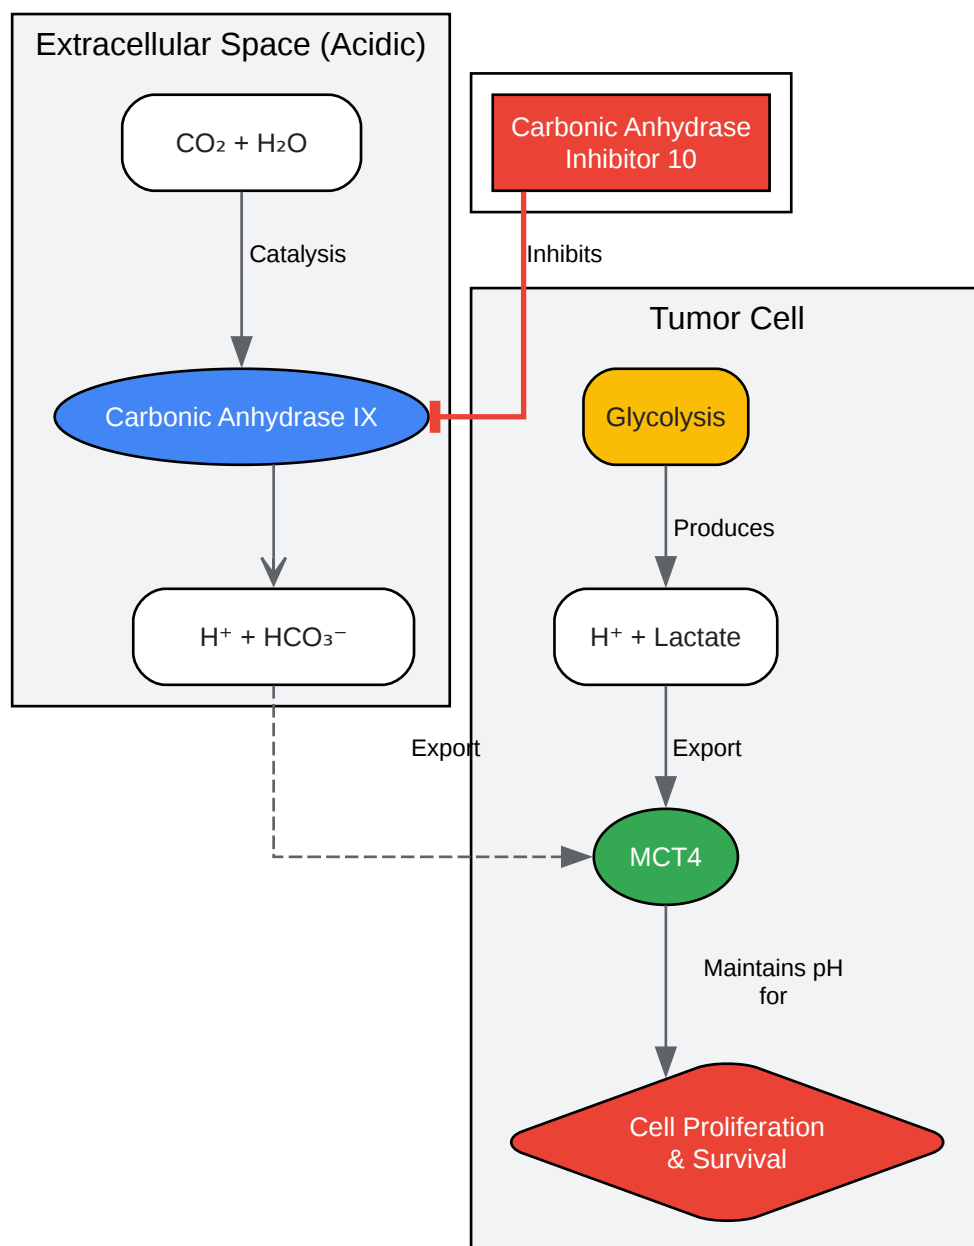 Extracellular Space (Acidic)
CO₂ + H₂O
Catalysis
Carbonic Anhydrase IX
H⁺ + HCO₃⁻
Export
Carbonic Anhydrase
Inhibitor 10
Inhibits
Tumor Cell
Glycolysis
Produces
H⁺ + Lactate
Export
MCT4
Maintains pH
for
Cell Proliferation
& Survival